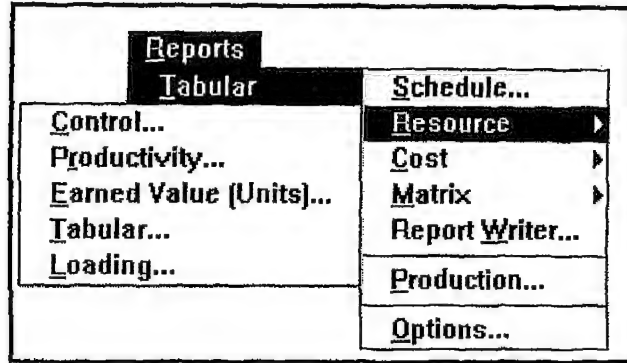 Reports
Tabular
Schedule...
Resource
Cost
Matrix
Report Writer...
Production...
Options...
Control...
Productivity...
Earned Value (Units)...
Tabular...
Loading...